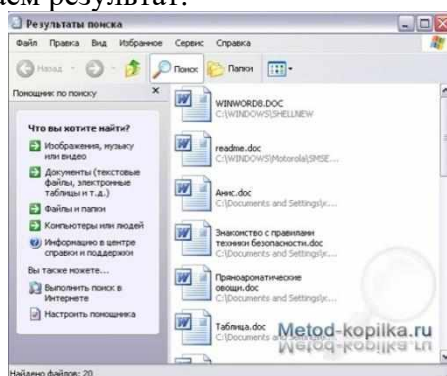 ем результат.
Результаты поиска
Файл Правка Вид Избранное Сервис Справка
Назад Поиск Папки
Помощник по поиску
Что вы хотите найти?
Изображения, музыку
или видео
Документы (текстовые
файлы, электронные
таблицы и т.д.)
Файлы и папки
Компьютеры или людей
Информацию в центре
справки и поддержки
Вы также можете...
Выполнить поиск в
Интернете
Настроить помощника
WINWORD8.DOC
C:\WINDOWS\SHELLNEW
readme.doc
C:\WINDOWS\Motorola\SMSE...
Анис.doc
C:\Documents and Settings\...
Знакомство с правилами
техники безопасности.doc
C:\Documents and Settings\...
Пряноароматические
овощи.doc
C:\Documents and Settings\...
Таблица.doc
C:\Documents a
Metod-kopilka.ru
Найдено файлов: 20